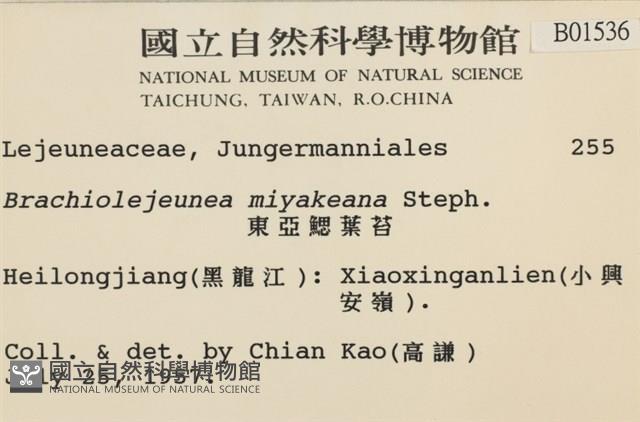 國立自然科學博物館 B01536
NATIONAL MUSEUM OF NATURAL SCIENCE
TAICHUNG, TAIWAN, R.O.CHINA
Lejeuneaceae, Jungermanniales 255
Brachiolejeunea miyakeana Steph.
東亞鰓葉苔
Heilongjiang(黑龍江): Xiaoxinganlien(小興
安嶺).
Coll. & det. by Chian Kao(高謙)
July 25, 1957.
國立自然科學博物館
NATIONAL MUSEUM OF NATURAL SCIENCE